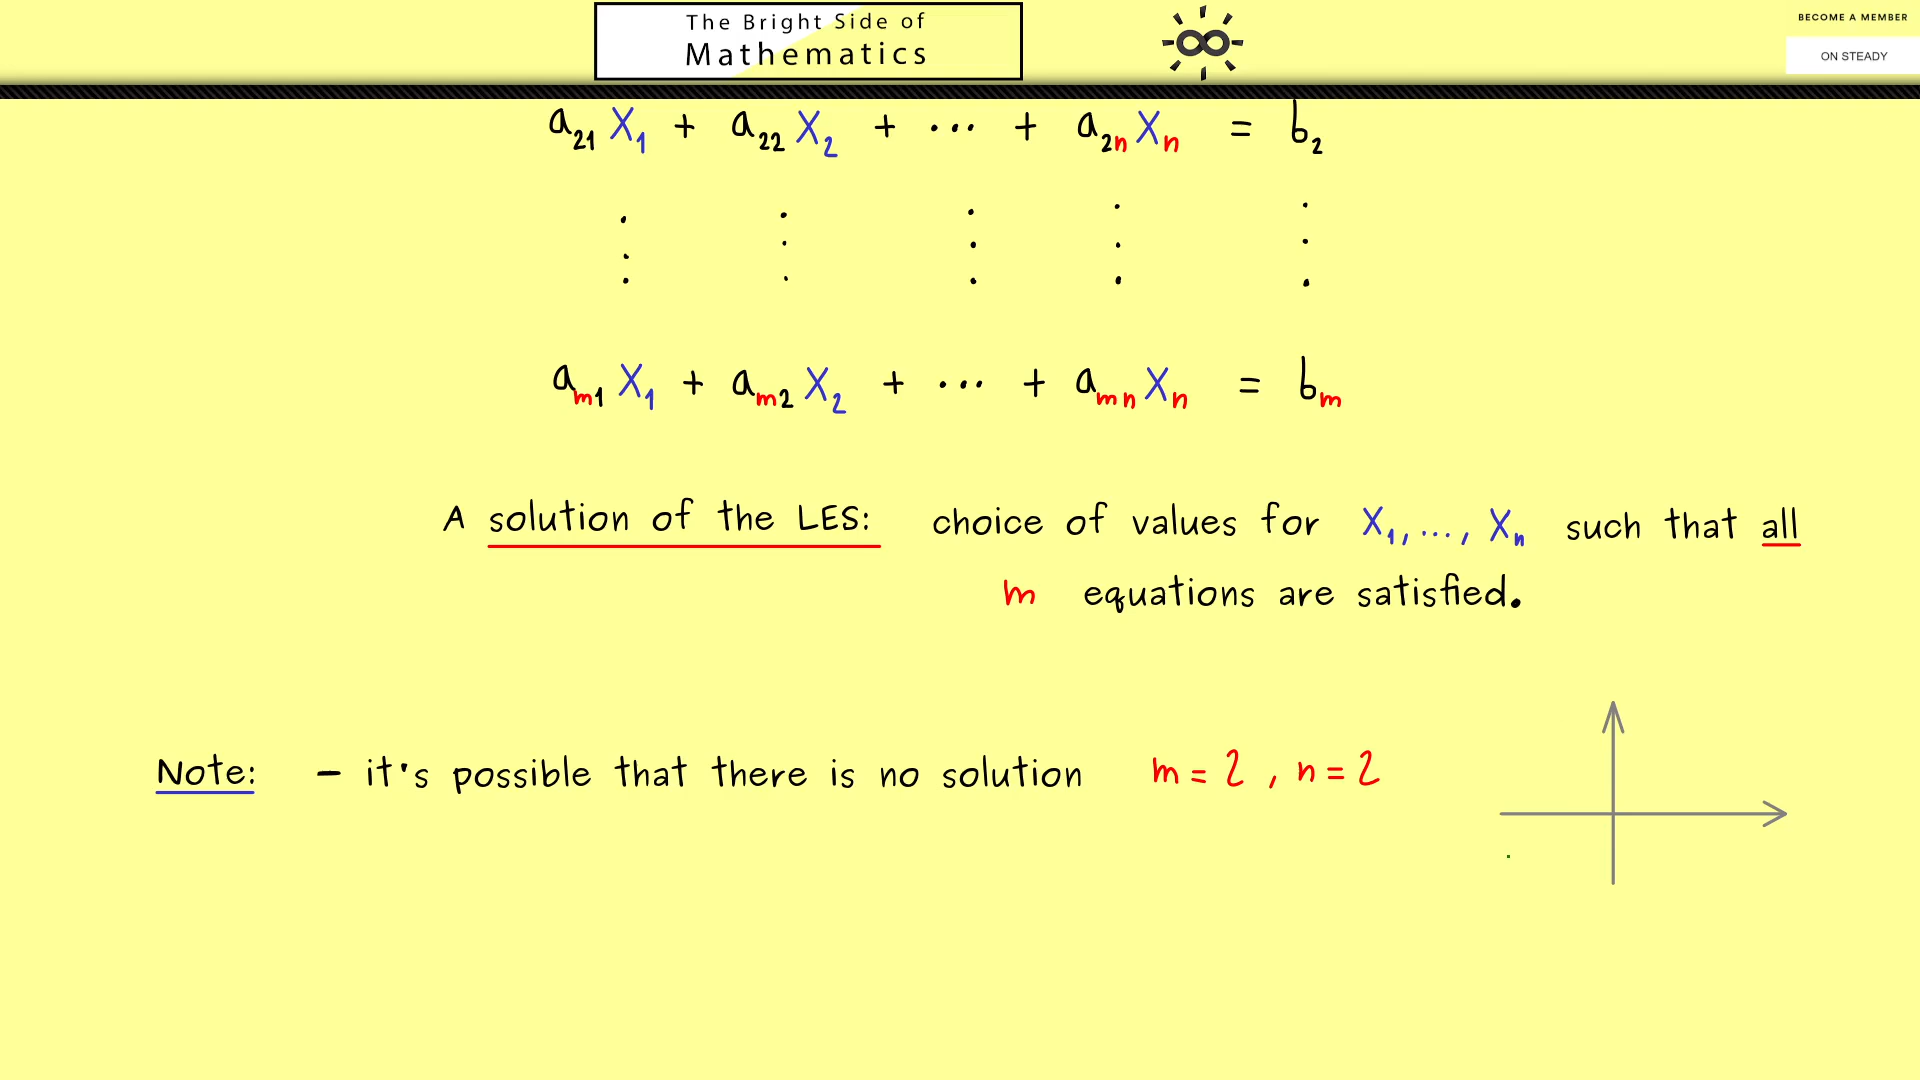 The Bright Side of
Mathematics
BECOME A MEMBER
ON STEADY
a₂₁ x₁ + a₂₂ x₂ + ··· + a₂ₙ xₙ = b₂
⋮ ⋮ ⋮ ⋮ ⋮
aₘ₁ x₁ + aₘ₂ x₂ + ··· + aₘₙ xₙ = bₘ
A solution of the LES: choice of values for x₁, ..., xₙ such that all
m equations are satisfied.
Note: – it's possible that there is no solution m = 2 , n = 2